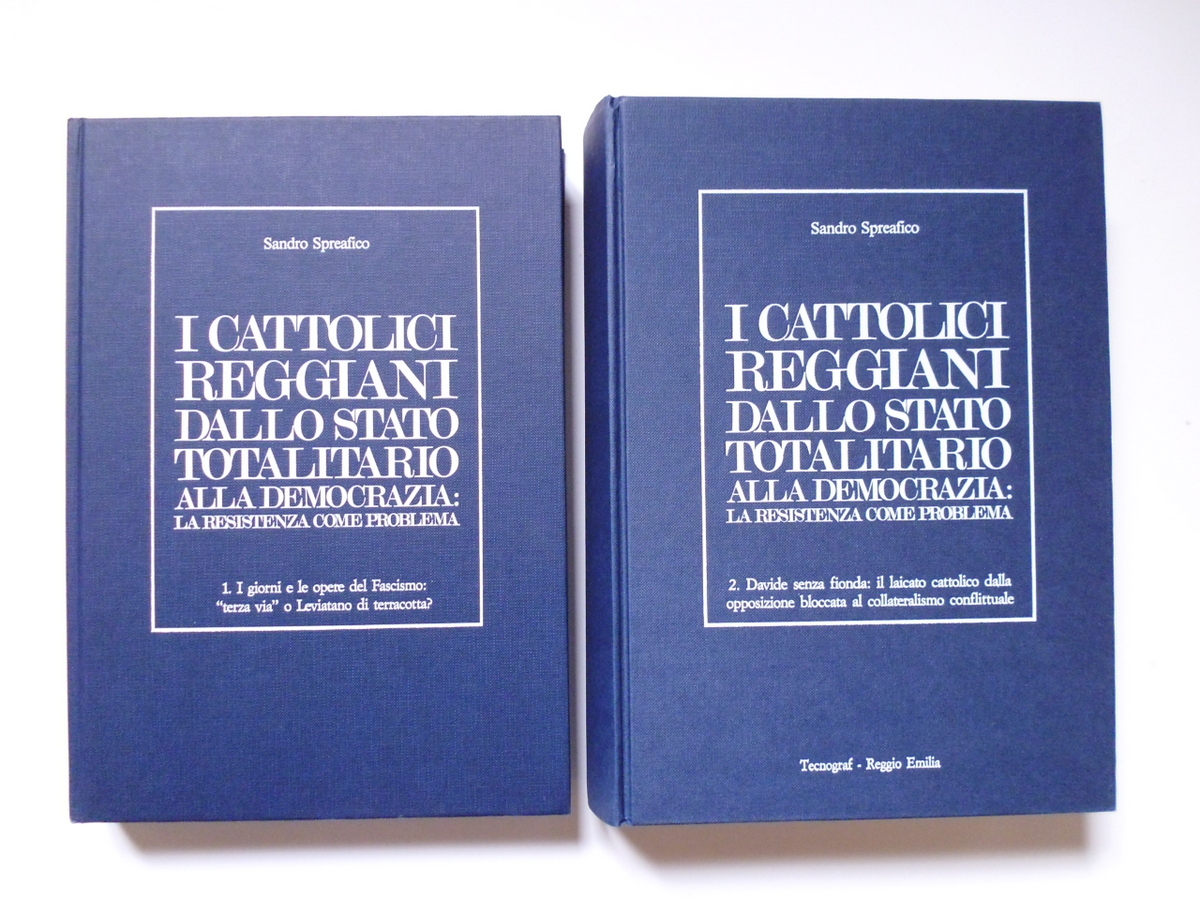 Sandro Spreafico
I CATTOLICI
REGGIANI
DALLO STATO
TOTALITARIO
ALLA DEMOCRAZIA:
LA RESISTENZA COME PROBLEMA
1. I giorni e le opere del Fascismo:
“terza via” o Leviatano di terracotta?
Sandro Spreafico
I CATTOLICI
REGGIANI
DALLO STATO
TOTALITARIO
ALLA DEMOCRAZIA:
LA RESISTENZA COME PROBLEMA
2. Davide senza fionda: il laicato cattolico dalla
opposizione bloccata al collateralismo conflittuale
Tecnograf - Reggio Emilia